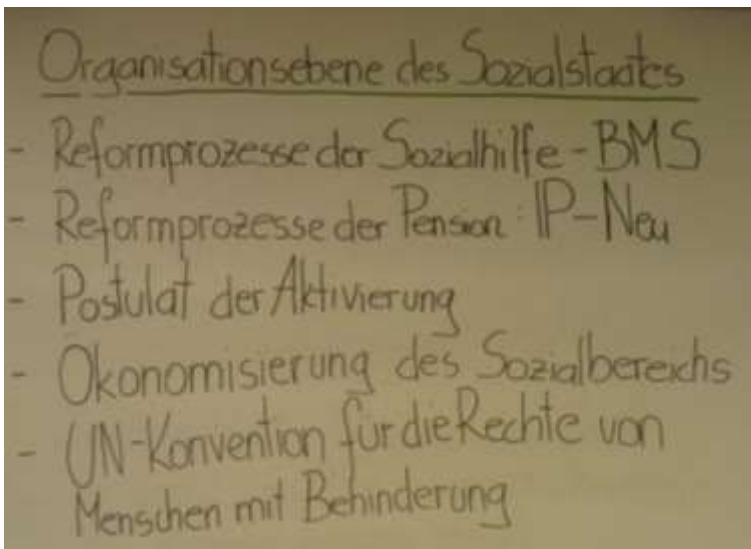 Organisationsebene des Sozialstaates
- Reformprozesse der Sozialhilfe - BMS
- Reformprozesse der Pension: IP-Neu
- Postulat der Aktivierung
- Ökonomisierung des Sozialbereichs
- UN-Konvention für die Rechte von
Menschen mit Behinderung